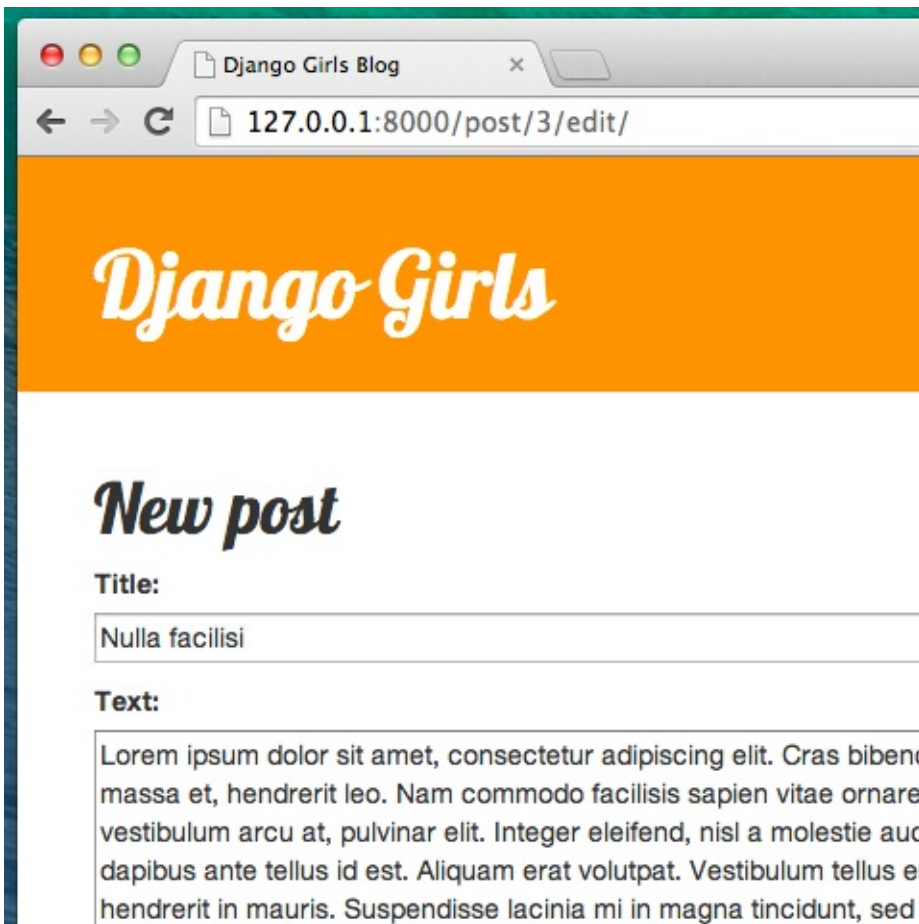 Django Girls Blog
127.0.0.1:8000/post/3/edit/
Django Girls
New post
Title:
Nulla facilisi
Text:
Lorem ipsum dolor sit amet, consectetur adipiscing elit. Cras
massa et, hendrerit leo. Nam commodo facilisis sapien vitae ornare
vestibulum arcu at, pulvinar elit. Integer eleifend, nisl a molestie
dapibus ante tellus id est. Aliquam erat volutpat. Vestibulum tellus
hendrerit in mauris. Suspendisse lacinia mi in magna tincidunt, sed